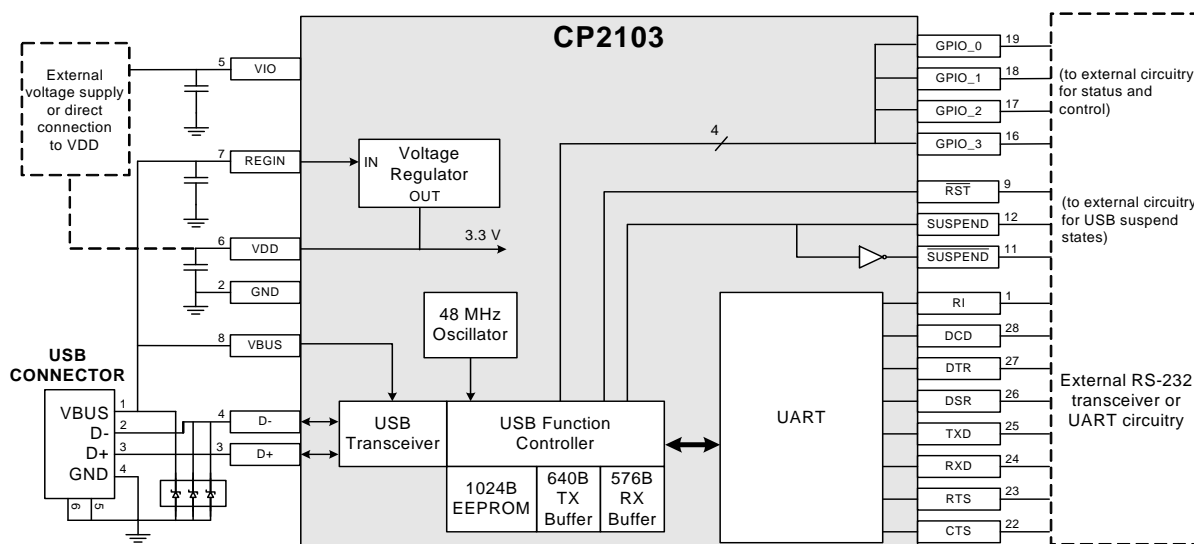 CP2103
External
voltage supply
or direct
connection
to VDD
5
VIO
7
REGIN
6
VDD
2
GND
8
VBUS
4
D-
3
D+
IN
Voltage
Regulator
OUT
3.3 V
48 MHz
Oscillator
USB
CONNECTOR
VBUS
D-
D+
GND
1
2
3
4
6
5
USB
Transceiver
USB Function
Controller
1024B
EEPROM
640B
TX
Buffer
576B
RX
Buffer
UART
4
GPIO_0
19
GPIO_1
18
GPIO_2
17
GPIO_3
16
RST
9
SUSPEND
12
SUSPEND
11
RI
1
DCD
28
DTR
27
DSR
26
TXD
25
RXD
24
RTS
23
CTS
22
(to external circuitry
for status and
control)
(to external circuitry
for USB suspend
states)
External RS-232
transceiver or
UART circuitry